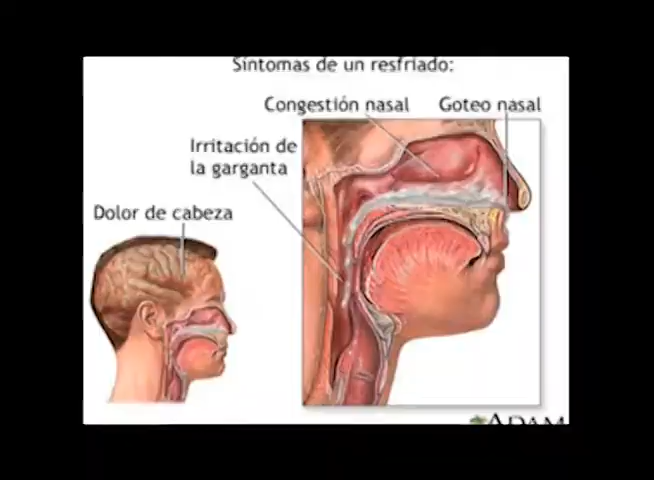 Síntomas de un resfriado:
Congestión nasal
Goteo nasal
Irritación de
la garganta
Dolor de cabeza
ADAM